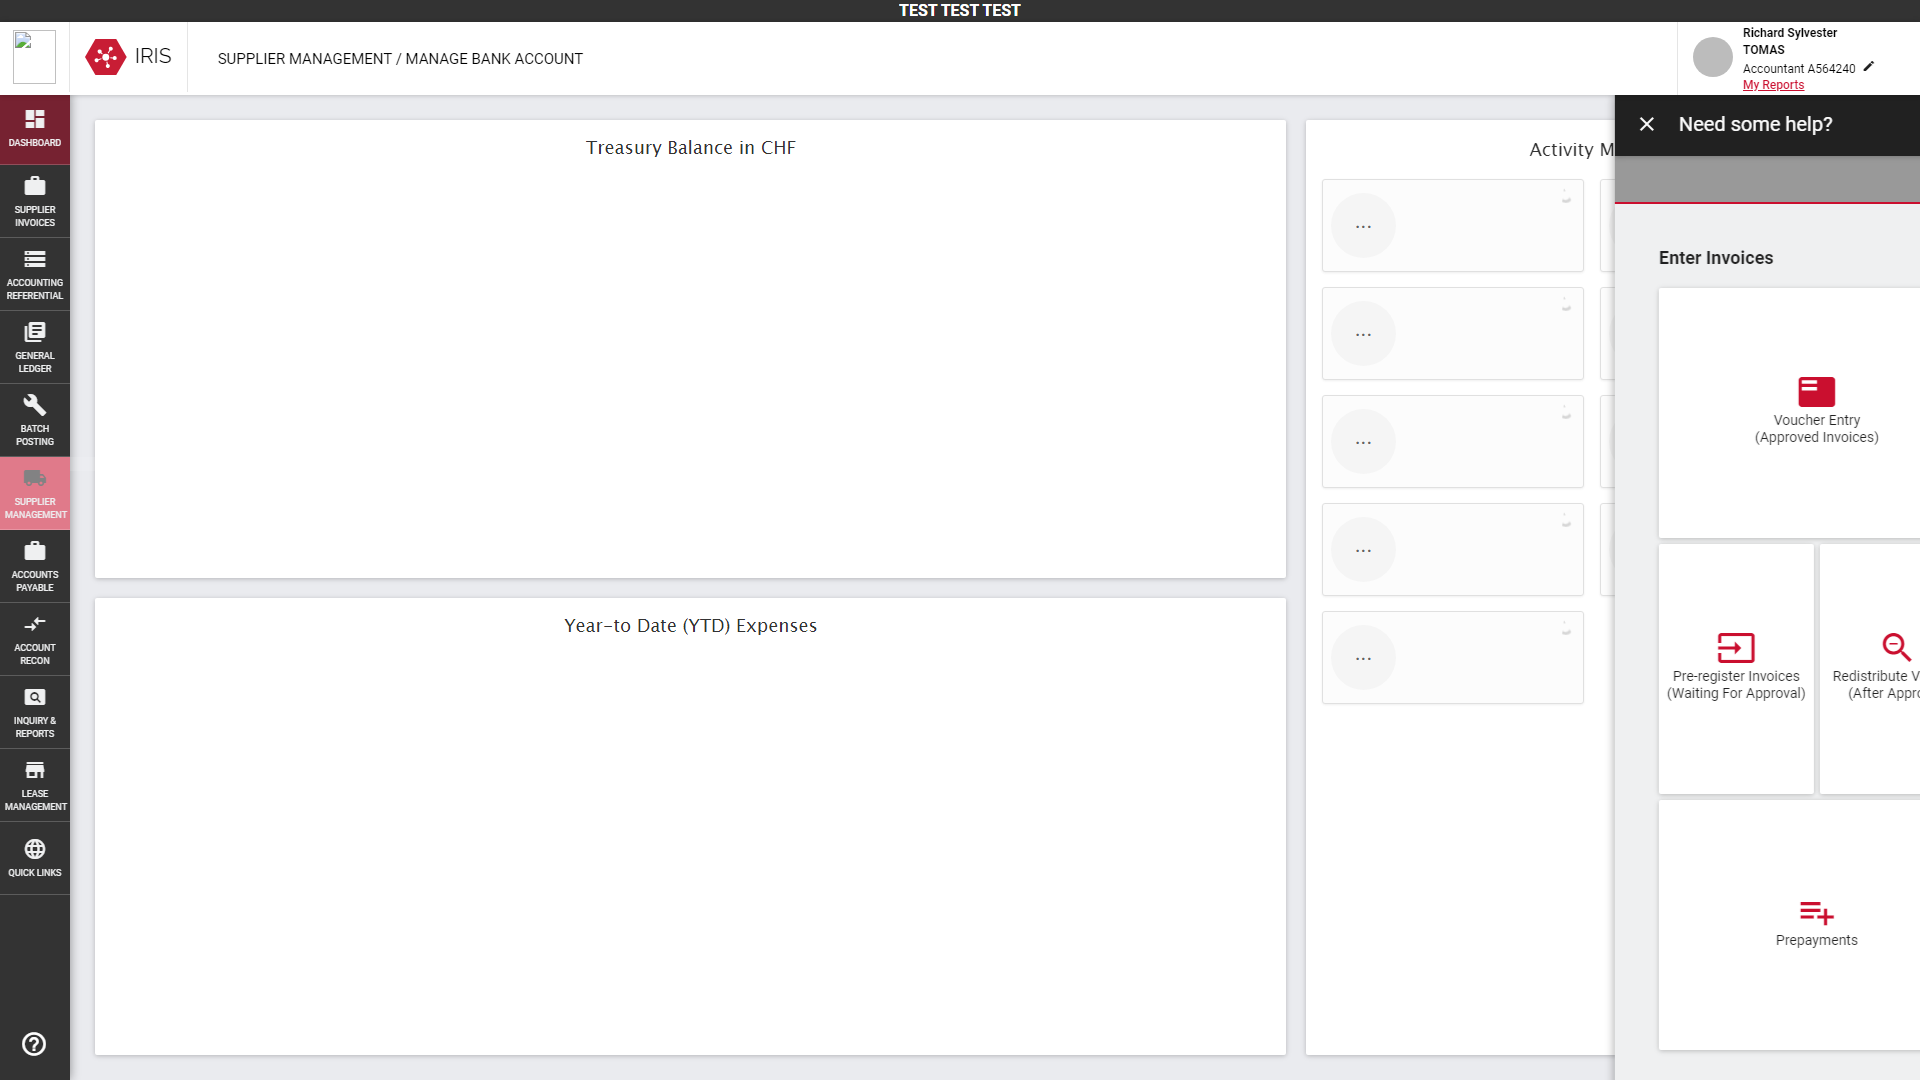 TEST TEST TEST
IRIS
SUPPLIER MANAGEMENT / MANAGE BANK ACCOUNT
Richard Sylvester
TOMAS
Accountant A564240
My Reports
DASHBOARD
SUPPLIER
INVOICES
ACCOUNTING
REFERENTIAL
GENERAL
LEDGER
BATCH
POSTING
SUPPLIER
MANAGEMENT
ACCOUNTS
PAYABLE
ACCOUNT
RECON
INQUIRY &
REPORTS
LEASE
MANAGEMENT
QUICK LINKS
Treasury Balance in CHF
Year-to Date (YTD) Expenses
Activity M
...
...
...
...
...
Need some help?
Enter Invoices
Voucher Entry
(Approved Invoices)
Pre-register Invoices
(Waiting For Approval)
Redistribute V
(After Appro
Prepayments